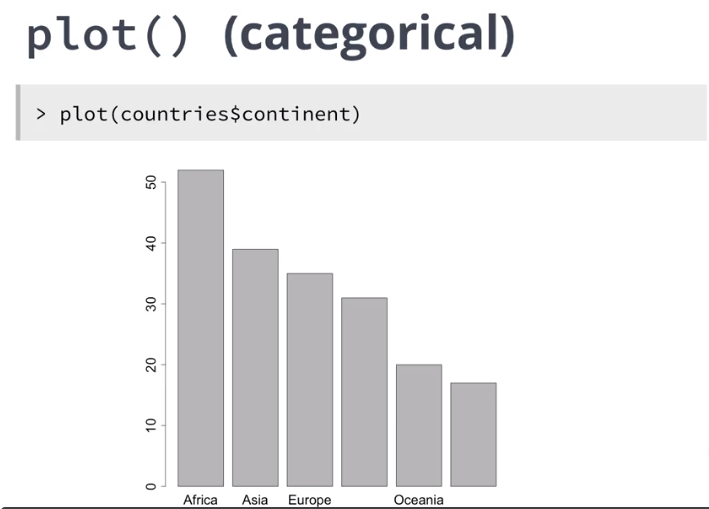 plot() (categorical)
> plot(countries$continent)
50
40
30
20
10
0
Africa Asia Europe Oceania